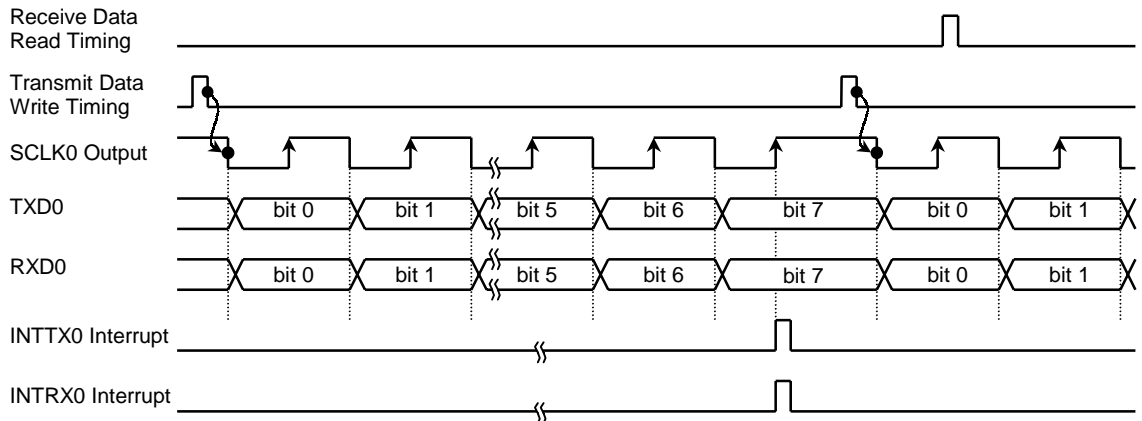 Receive Data
Read Timing
Transmit Data
Write Timing
SCLK0 Output
TXD0
bit 0 bit 1 bit 5 bit 6 bit 7 bit 0 bit 1
RXD0
bit 0 bit 1 bit 5 bit 6 bit 7 bit 0 bit 1
INTTX0 Interrupt
INTRX0 Interrupt